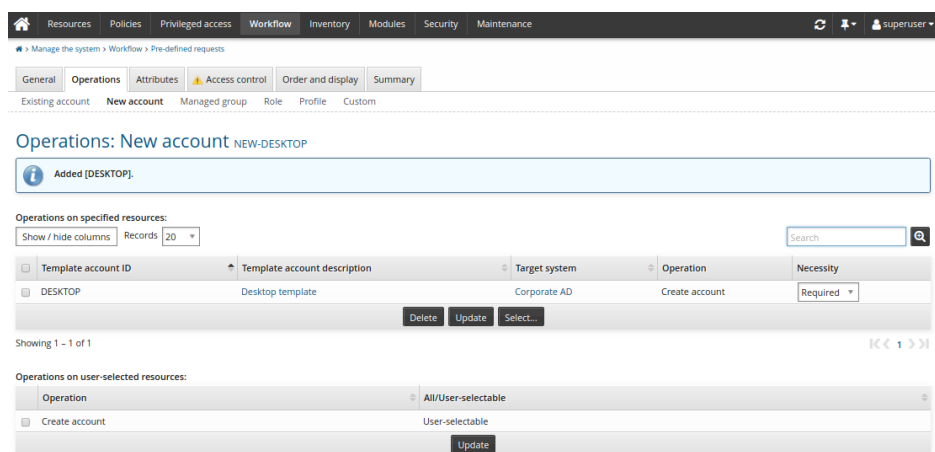 Resources Policies Privileged access Workflow Inventory Modules Security Maintenance superuser
> Manage the system > Workflow > Pre-defined requests
General Operations Attributes Access control Order and display Summary
Existing account New account Managed group Role Profile Custom
Operations: New account NEW-DESKTOP
Added [DESKTOP].
Operations on specified resources:
Show / hide columns Records 20 Search
Template account ID Template account description Target system Operation Necessity
DESKTOP Desktop template Corporate AD Create account Required
Delete Update Select...
Showing 1 – 1 of 1 1
Operations on user-selected resources:
Operation All/User-selectable
Create account User-selectable
Update